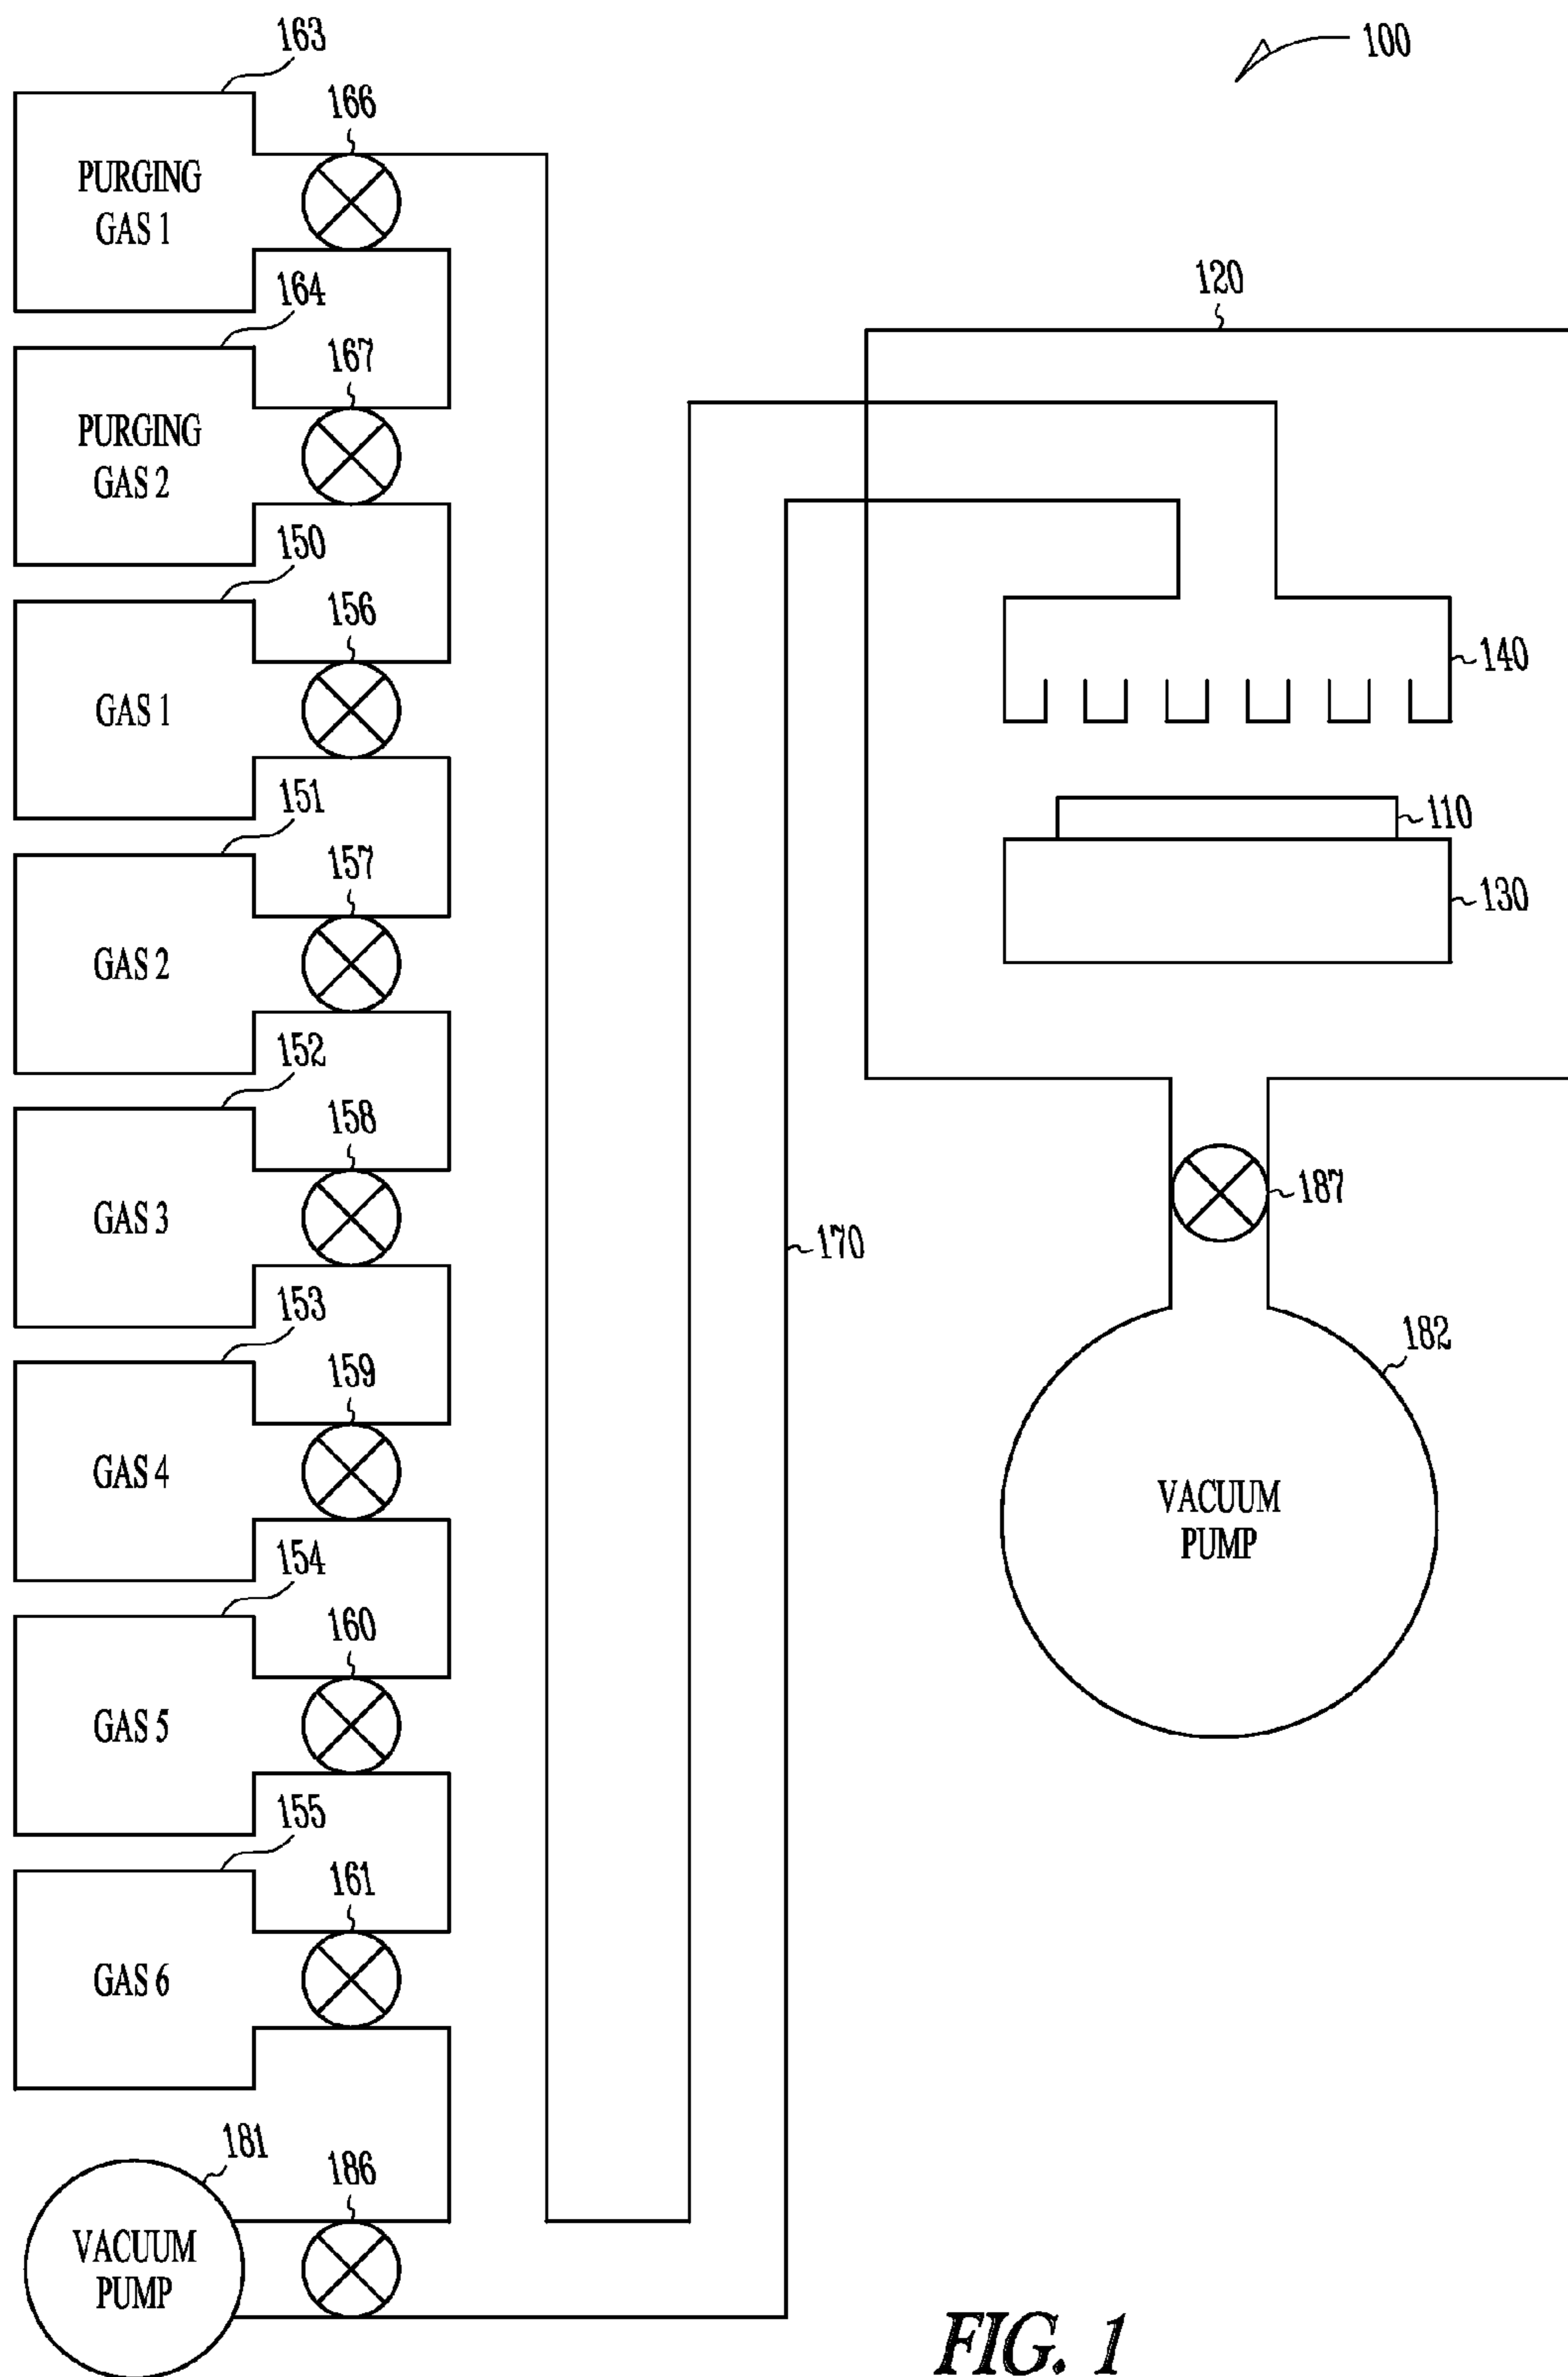 163
100
166
PURGING
GAS 1
164
120
167
PURGING
GAS 2
150
156
140
GAS 1
151
110
157
130
GAS 2
152
158
187
GAS 3
170
153
182
159
GAS 4
VACUUM
PUMP
154
160
GAS 5
155
161
GAS 6
181
186
VACUUM
PUMP
FIG. 1